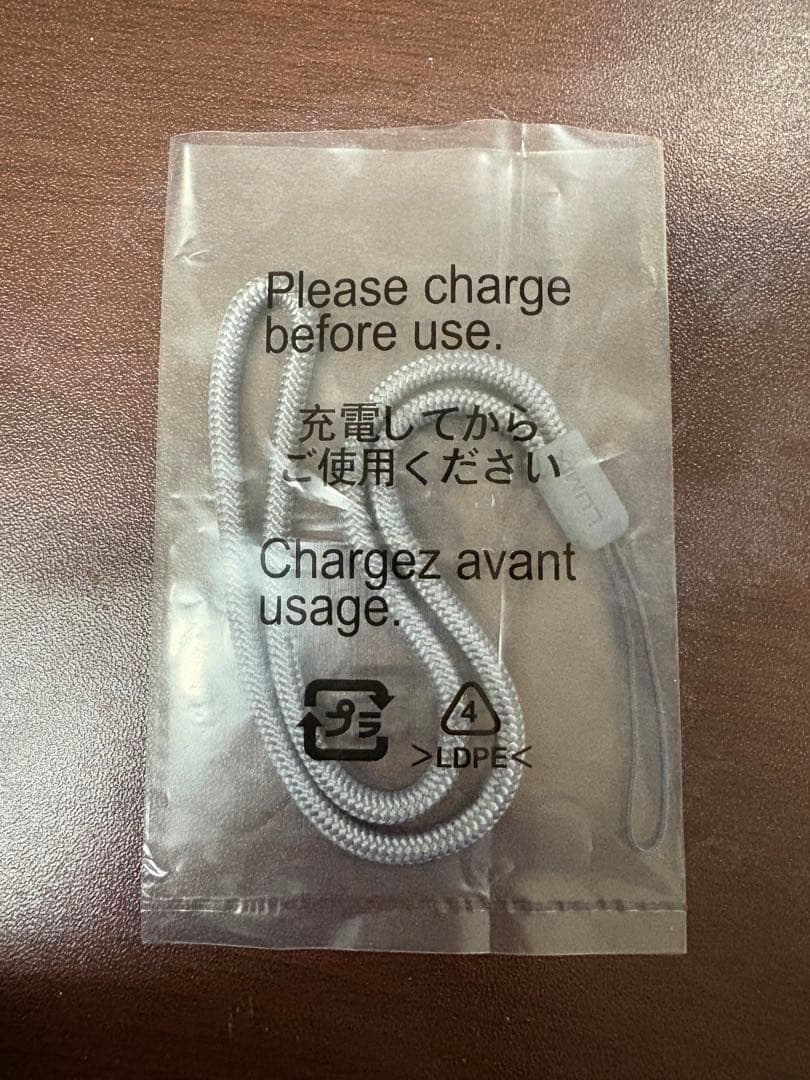 Please charge
before use.
充電してから
ご使用ください
LUMIX
Chargez avant
usage.
プラ
4
>LDPE<